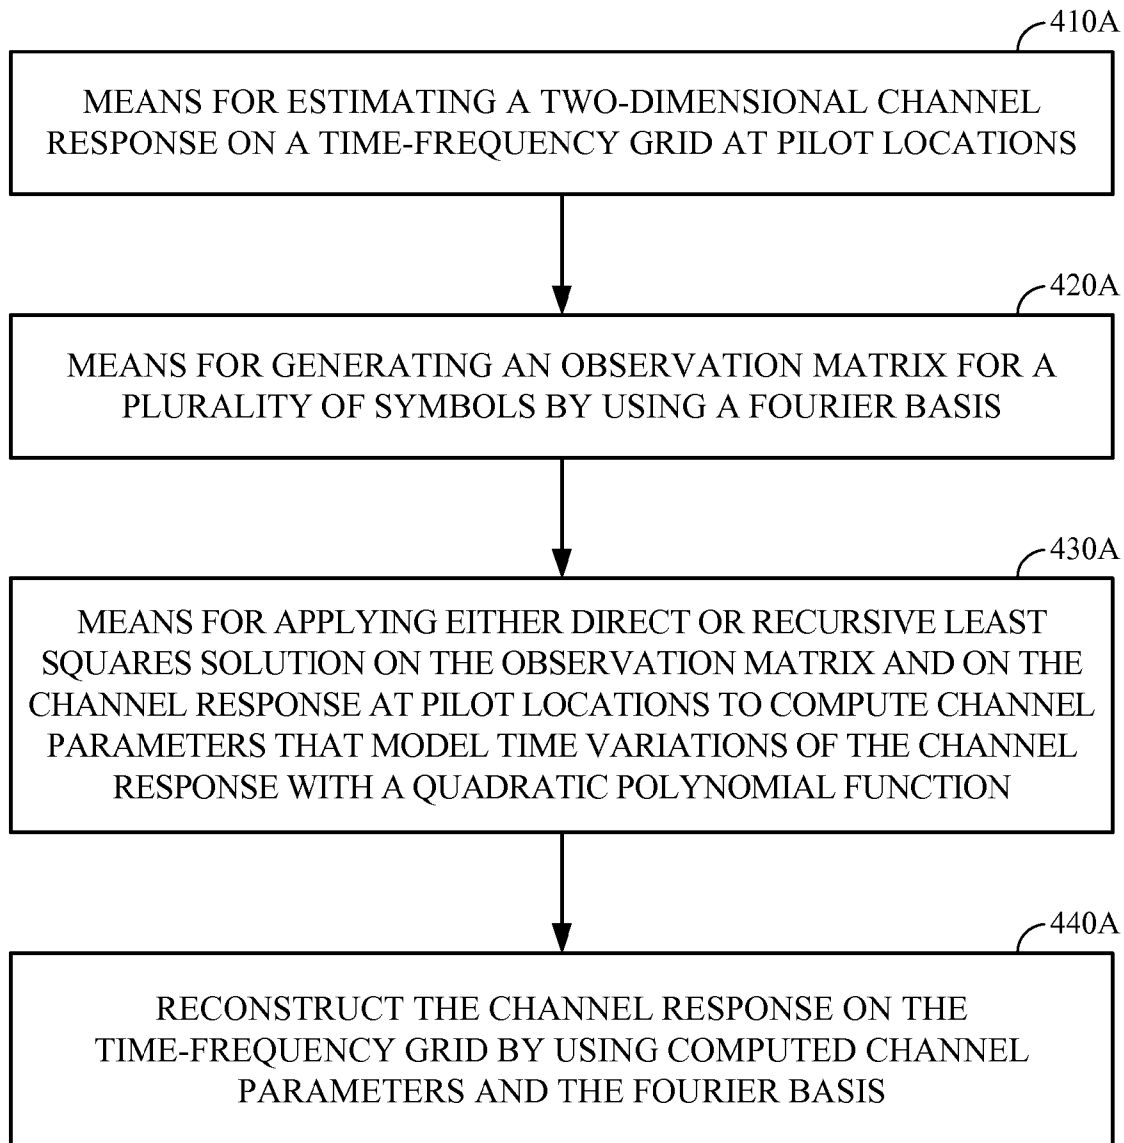 410A
MEANS FOR ESTIMATING A TWO-DIMENSIONAL CHANNEL
RESPONSE ON A TIME-FREQUENCY GRID AT PILOT LOCATIONS
420A
MEANS FOR GENERATING AN OBSERVATION MATRIX FOR A
PLURALITY OF SYMBOLS BY USING A FOURIER BASIS
430A
MEANS FOR APPLYING EITHER DIRECT OR RECURSIVE LEAST
SQUARES SOLUTION ON THE OBSERVATION MATRIX AND ON THE
CHANNEL RESPONSE AT PILOT LOCATIONS TO COMPUTE CHANNEL
PARAMETERS THAT MODEL TIME VARIATIONS OF THE CHANNEL
RESPONSE WITH A QUADRATIC POLYNOMIAL FUNCTION
440A
RECONSTRUCT THE CHANNEL RESPONSE ON THE
TIME-FREQUENCY GRID BY USING COMPUTED CHANNEL
PARAMETERS AND THE FOURIER BASIS